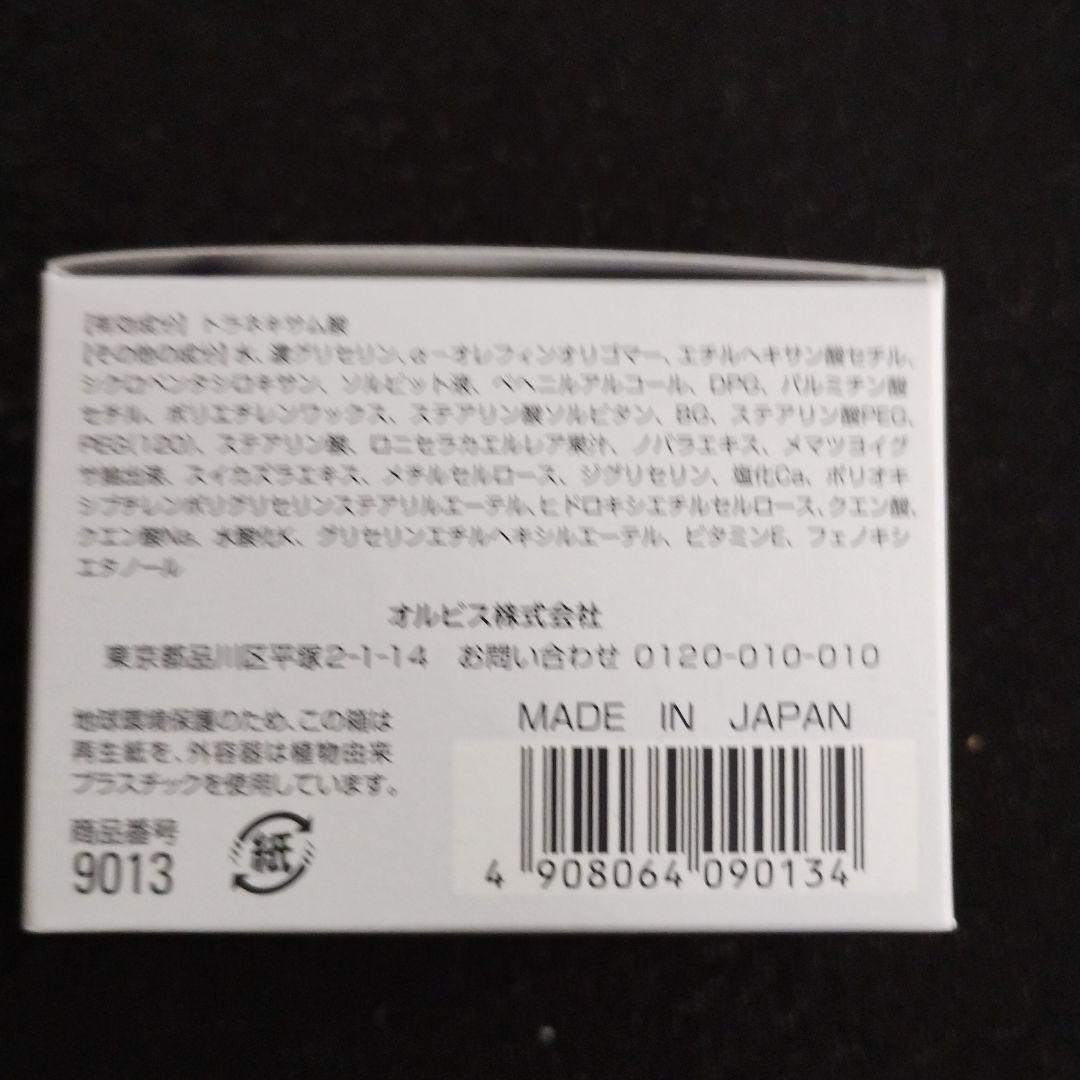 [有効成分] トラネキサム酸
[その他の成分] 水、濃グリセリン、α-オレフィンオリゴマー、エチルヘキサン酸セチル、
シクロペンタシロキサン、ソルビット液、ベヘニルアルコール、DPG、パルミチン酸
セチル、ポリエチレンワックス、ステアリン酸ソルビタン、BG、ステアリン酸PEG、
PEG(120)、ステアリン酸、ロニセラカエルレア果汁、ノバラエキス、メマツヨイグ
サ抽出液、スイカズラエキス、メチルセルロース、ジグリセリン、塩化Ca、ポリオキ
シブチレンポリグリセリンステアリルエーテル、ヒドロキシエチルセルロース、クエン酸、
クエン酸Na、水酸化K、グリセリンエチルヘキシルエーテル、ビタミンE、フェノキシ
エタノール
オルビス株式会社
東京都品川区平塚2-1-14 お問い合わせ 0120-010-010
地球環境保護のため、この箱は
再生紙を、外容器は植物由来
プラスチックを使用しています。
商品番号
9013
紙
MADE IN JAPAN
4 908064 090134